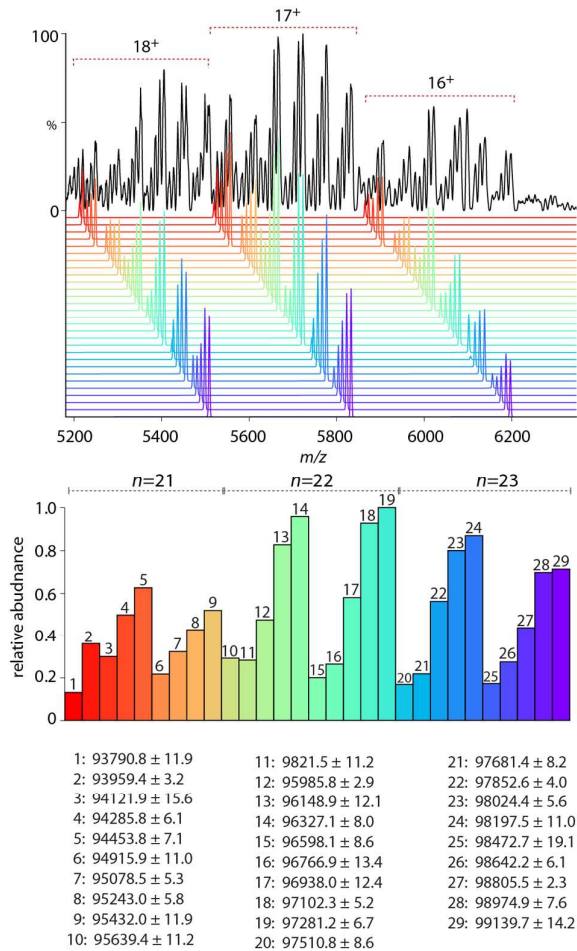 17⁺
18⁺
16⁺
100
%
0
5200 5400 5600 5800 6000 6200
m/z
n=21 n=22 n=23
relative abudnance
1.0
0.8
0.6
0.4
0.2
0
1 2 3 4 5 6 7 8 9 10 11 12 13 14 15 16 17 18 19 20 21 22 23 24 25 26 27 28 29
1: 93790.8 ± 11.9
2: 93959.4 ± 3.2
3: 94121.9 ± 15.6
4: 94285.8 ± 6.1
5: 94453.8 ± 7.1
6: 94915.9 ± 11.0
7: 95078.5 ± 5.3
8: 95243.0 ± 5.8
9: 95432.0 ± 11.9
10: 95639.4 ± 11.2
11: 9821.5 ± 11.2
12: 95985.8 ± 2.9
13: 96148.9 ± 12.1
14: 96327.1 ± 8.0
15: 96598.1 ± 8.6
16: 96766.9 ± 13.4
17: 96938.0 ± 12.4
18: 97102.3 ± 5.2
19: 97281.2 ± 6.7
20: 97510.8 ± 8.6
21: 97681.4 ± 8.2
22: 97852.6 ± 4.0
23: 98024.4 ± 5.6
24: 98197.5 ± 11.0
25: 98472.7 ± 19.1
26: 98642.2 ± 6.1
27: 98805.5 ± 2.3
28: 98974.9 ± 7.6
29: 99139.7 ± 14.2